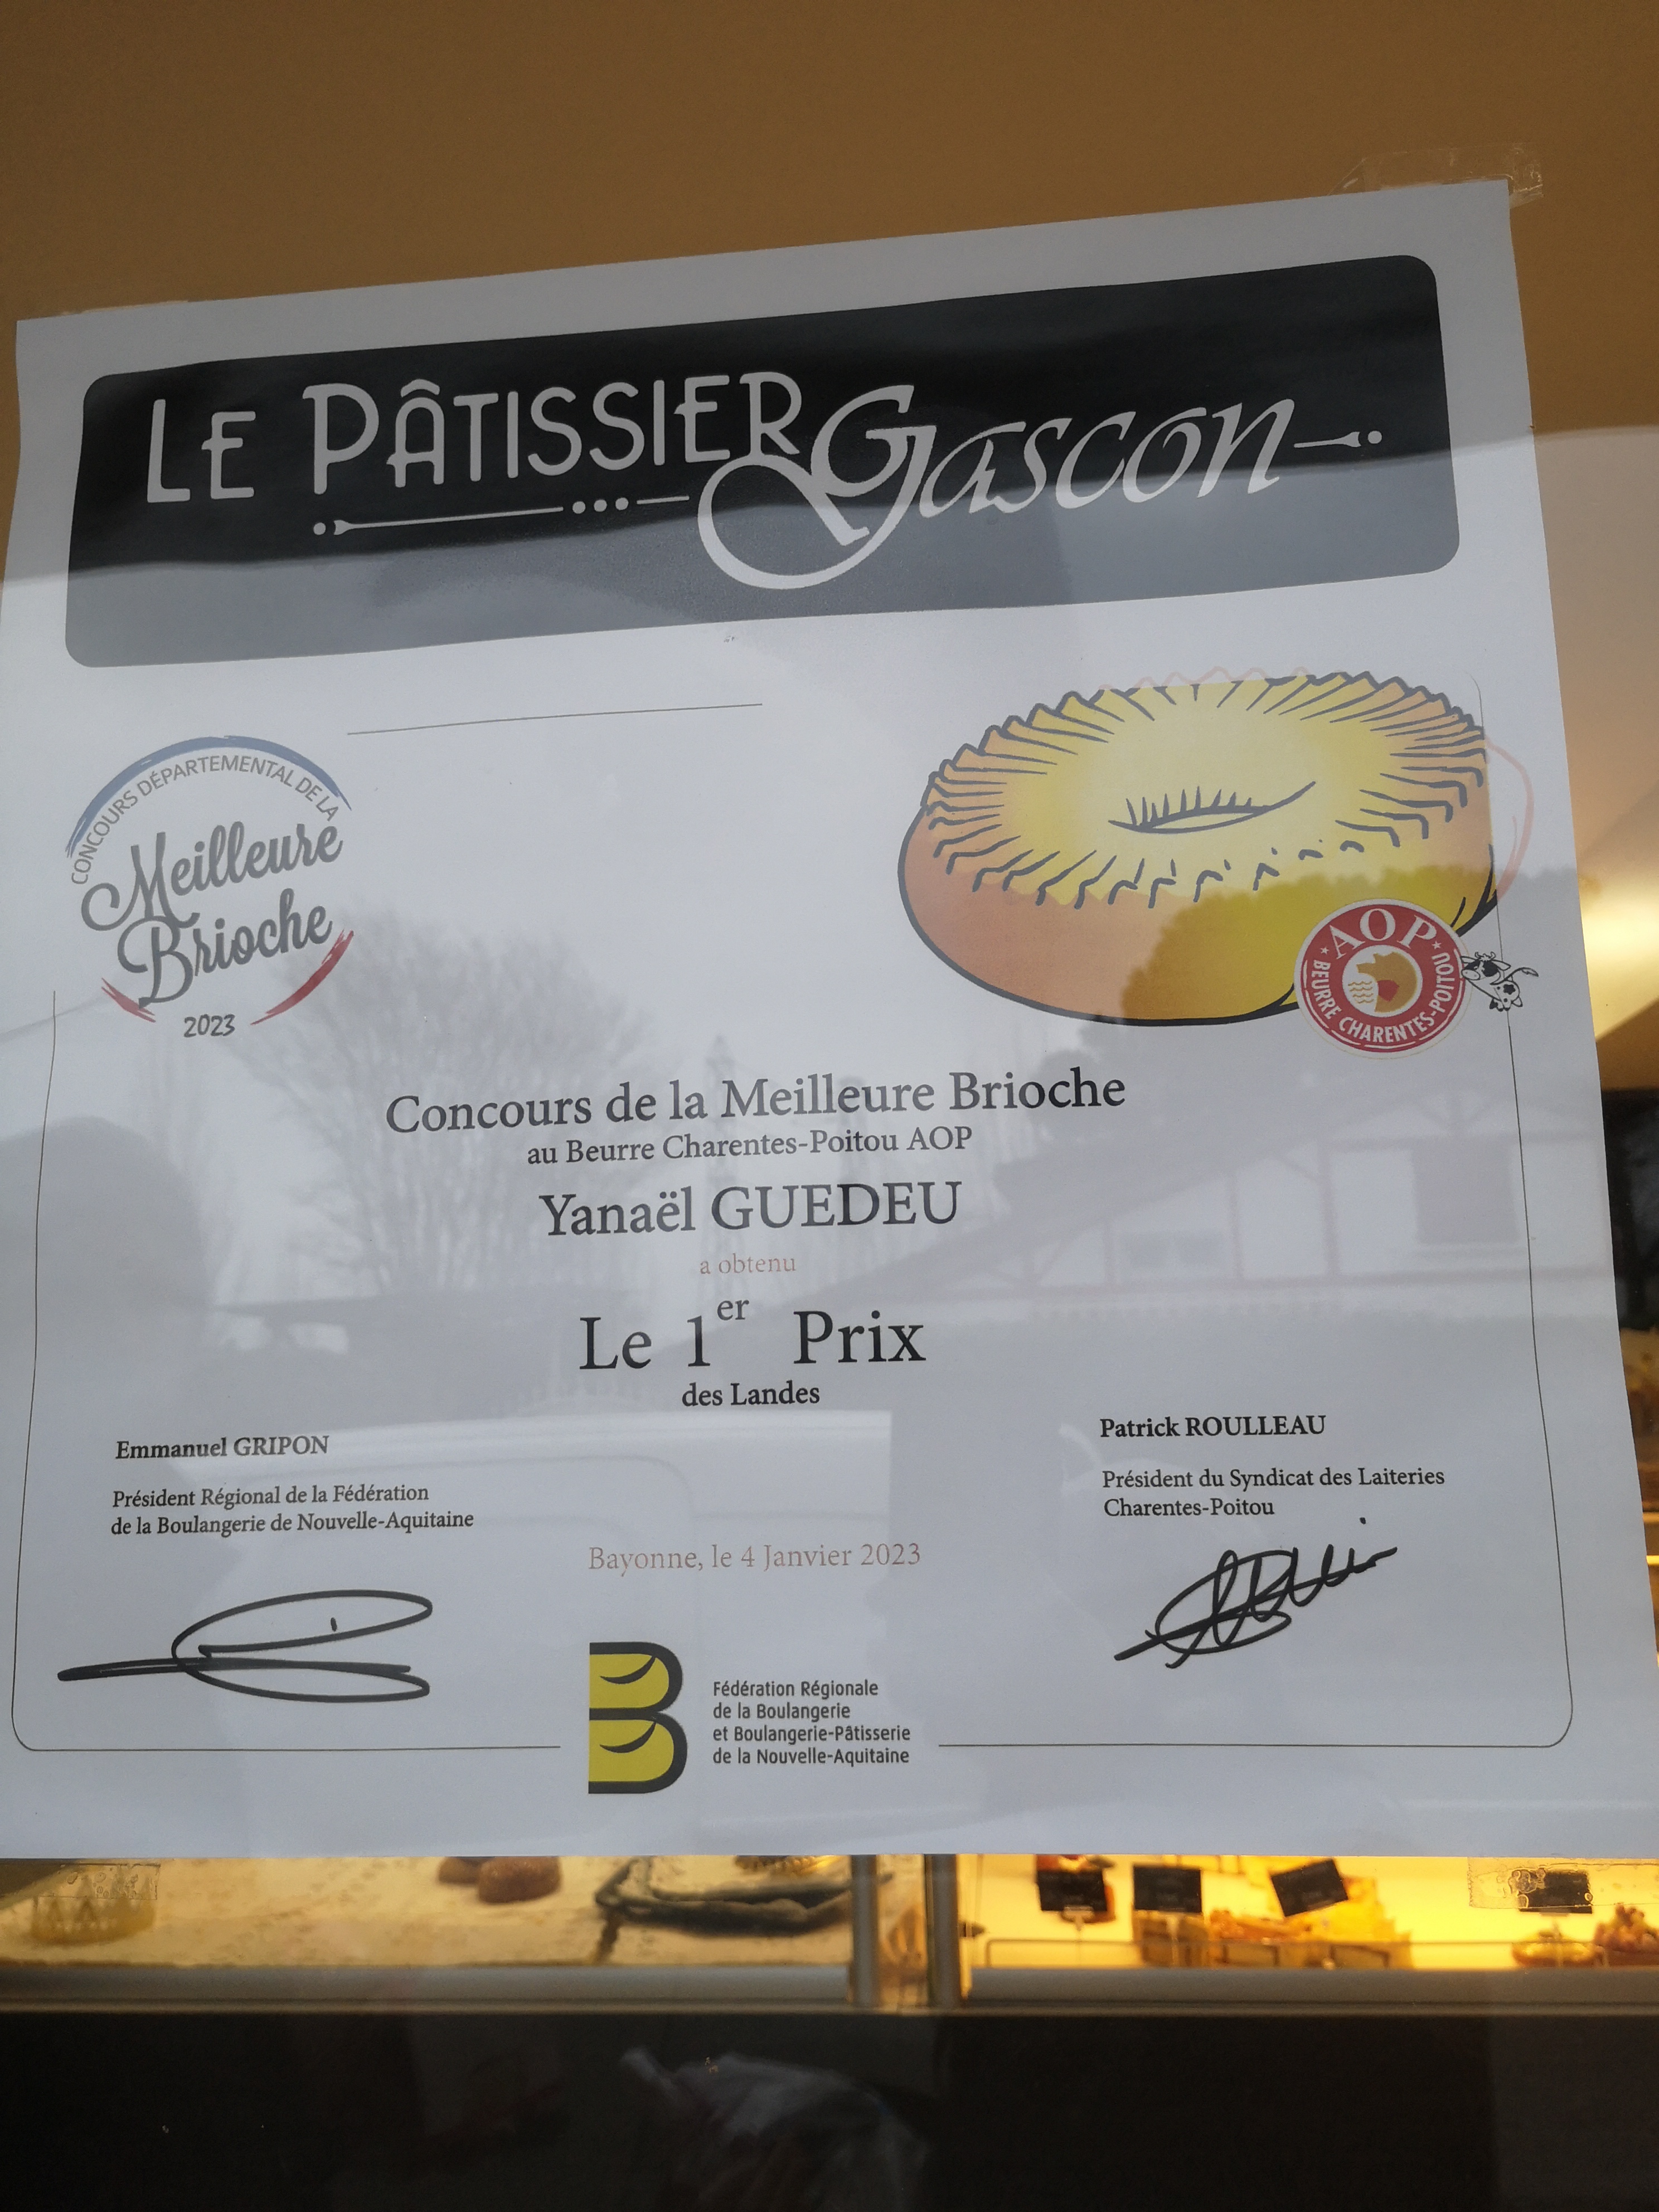 LE PÂTISSIER Gascon
CONCOURS DÉPARTEMENTAL DE LA
Meilleure
Brioche
2023
AOP
BEURRE CHARENTES-POITOU
Concours de la Meilleure Brioche
au Beurre Charentes-Poitou AOP
Yanaël GUEDEU
a obtenu
Le 1er Prix
des Landes
Emmanuel GRIPON
Président Régional de la Fédération
de la Boulangerie de Nouvelle-Aquitaine
Patrick ROULLEAU
Président du Syndicat des Laiteries
Charentes-Poitou
Bayonne, le 4 Janvier 2023
Fédération Régionale
de la Boulangerie
et Boulangerie-Pâtisserie
de la Nouvelle-Aquitaine